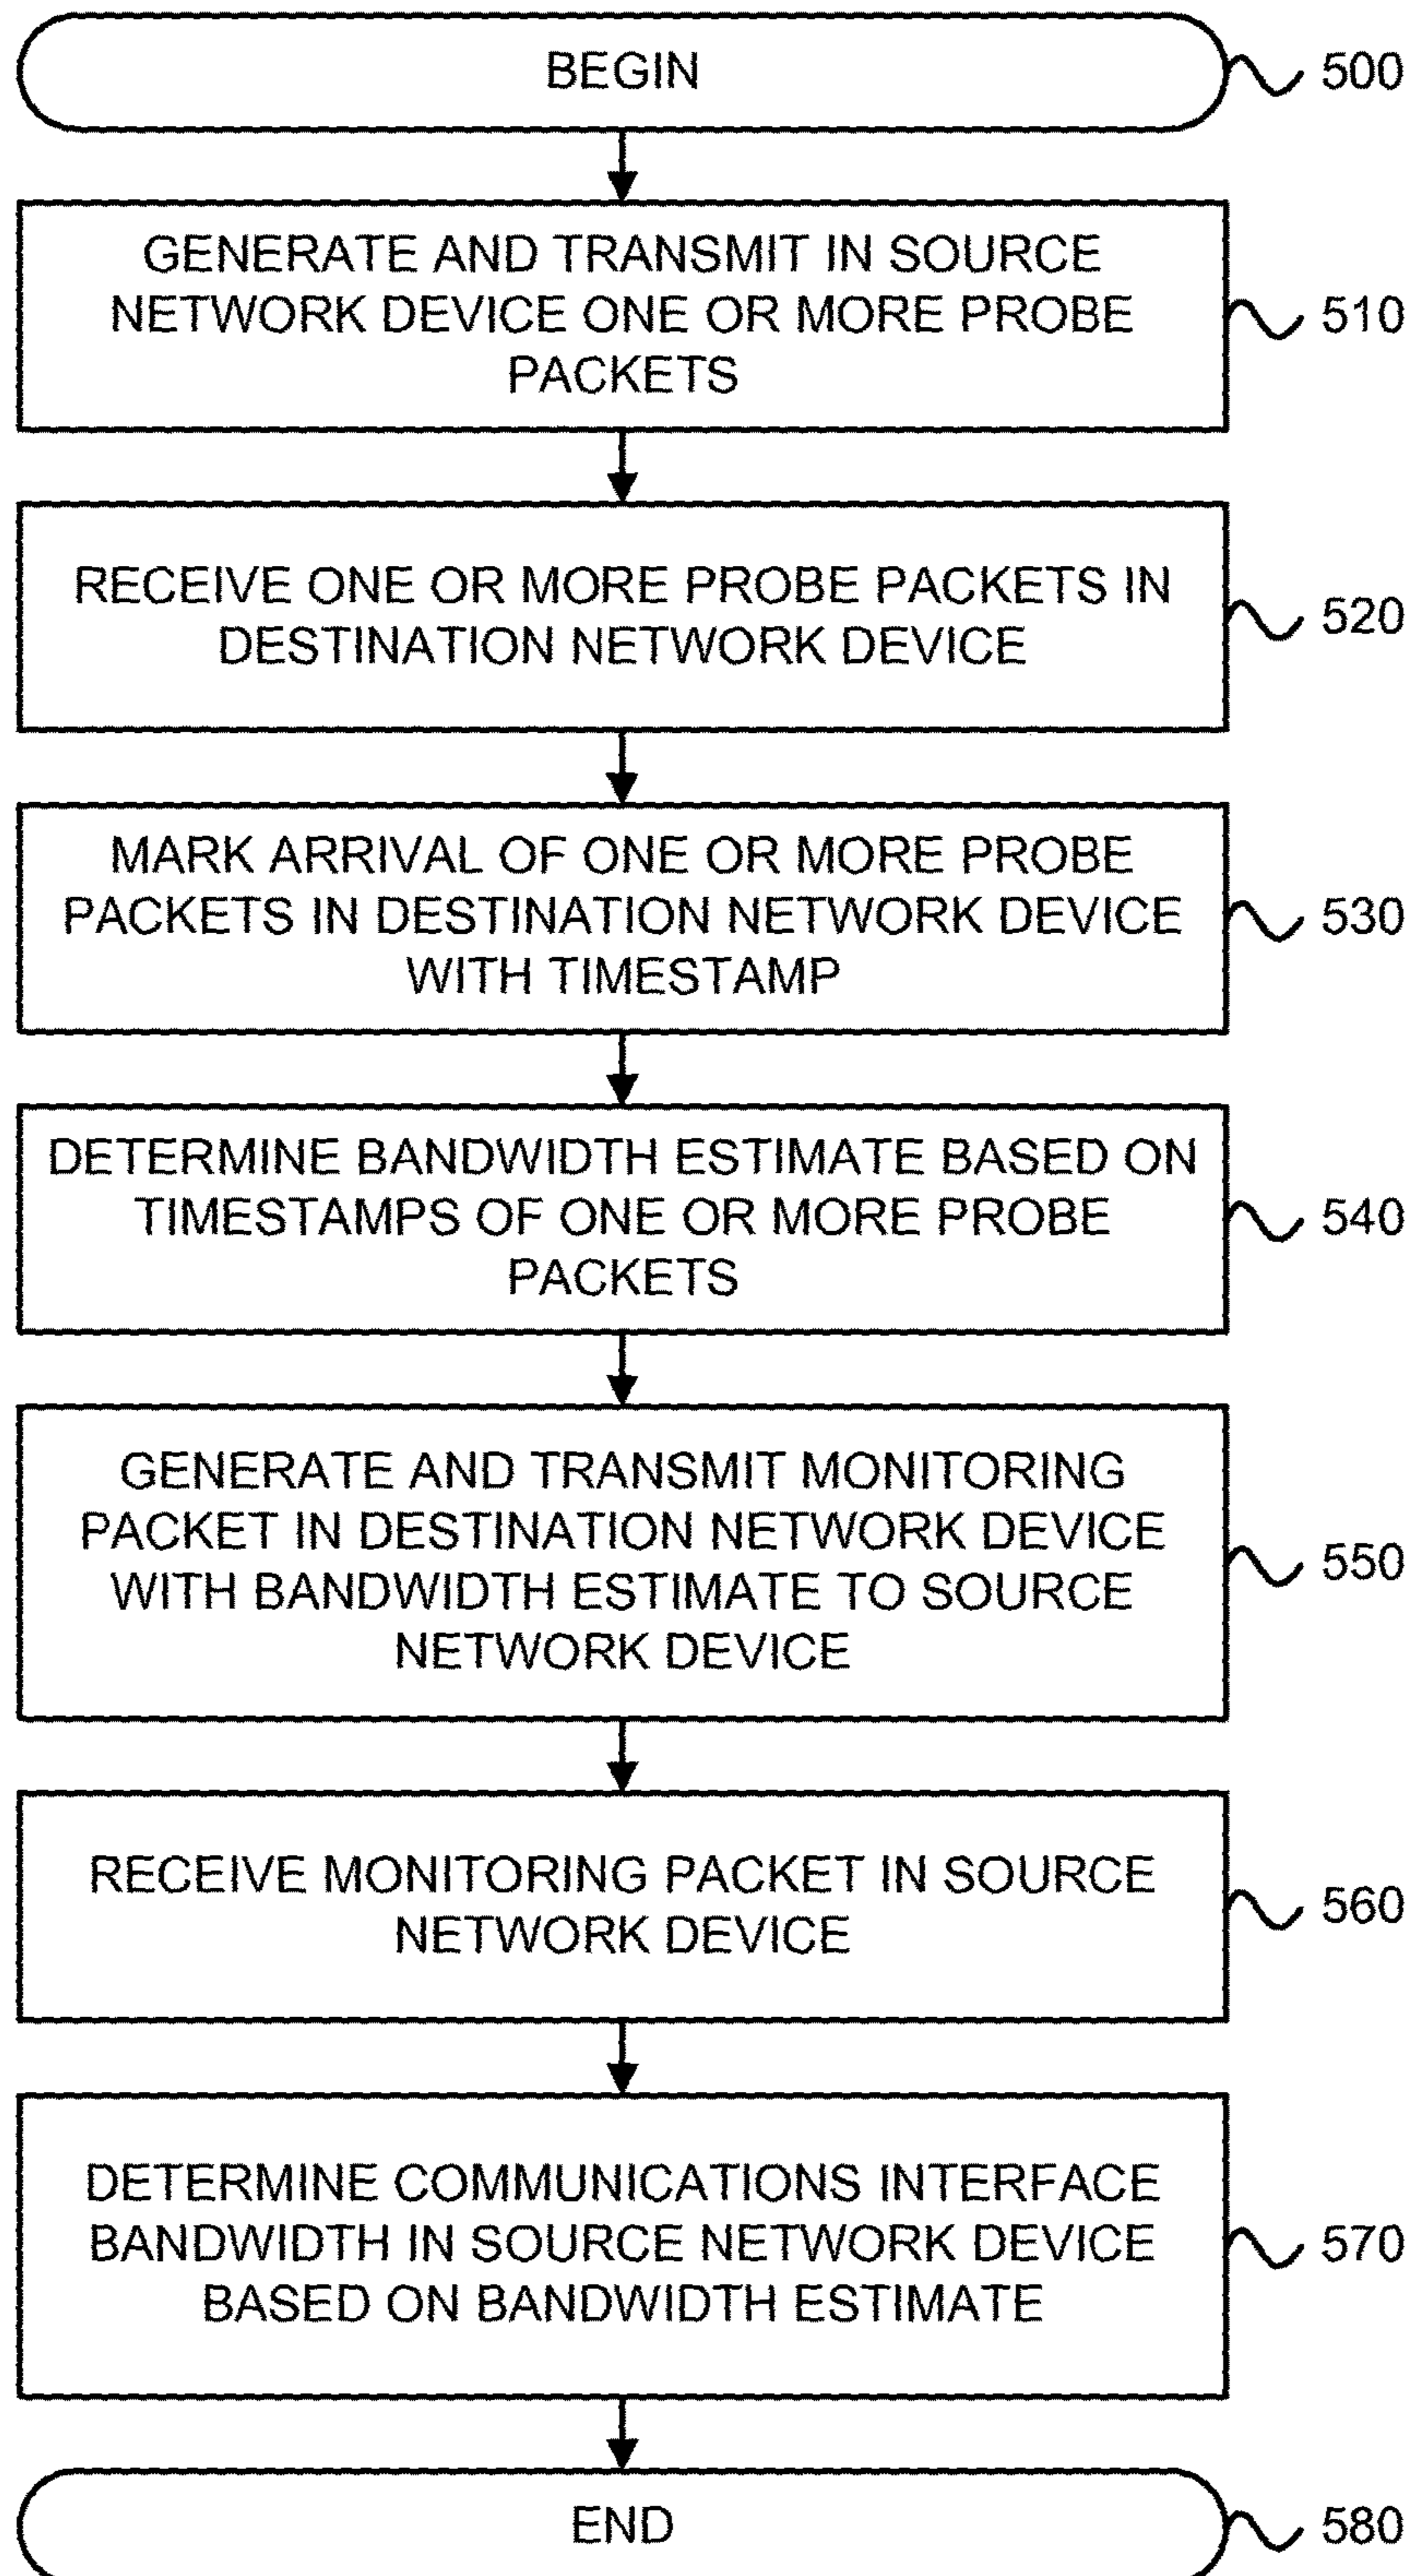 BEGIN
500
GENERATE AND TRANSMIT IN SOURCE
NETWORK DEVICE ONE OR MORE PROBE
PACKETS
510
RECEIVE ONE OR MORE PROBE PACKETS IN
DESTINATION NETWORK DEVICE
520
MARK ARRIVAL OF ONE OR MORE PROBE
PACKETS IN DESTINATION NETWORK DEVICE
WITH TIMESTAMP
530
DETERMINE BANDWIDTH ESTIMATE BASED ON
TIMESTAMPS OF ONE OR MORE PROBE
PACKETS
540
GENERATE AND TRANSMIT MONITORING
PACKET IN DESTINATION NETWORK DEVICE
WITH BANDWIDTH ESTIMATE TO SOURCE
NETWORK DEVICE
550
RECEIVE MONITORING PACKET IN SOURCE
NETWORK DEVICE
560
DETERMINE COMMUNICATIONS INTERFACE
BANDWIDTH IN SOURCE NETWORK DEVICE
BASED ON BANDWIDTH ESTIMATE
570
END
580